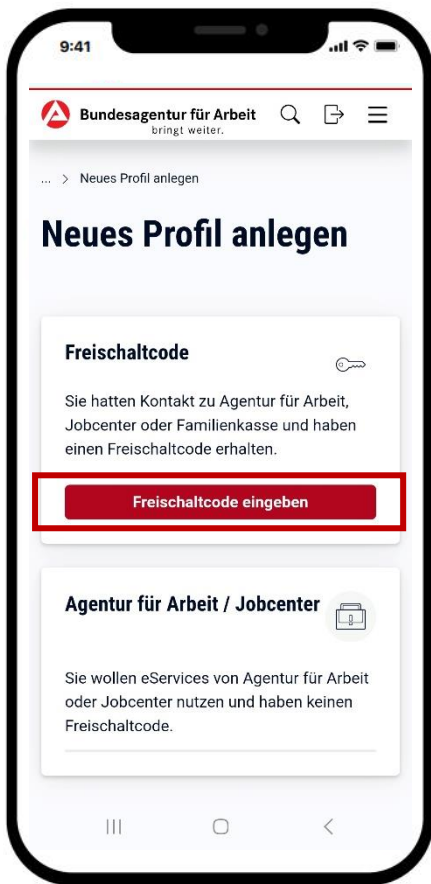 9:41
Bundesagentur für Arbeit
bringt weiter.
... > Neues Profil anlegen
Neues Profil anlegen
Freischaltcode
Sie hatten Kontakt zu Agentur für Arbeit,
Jobcenter oder Familienkasse und haben
einen Freischaltcode erhalten.
Freischaltcode eingeben
Agentur für Arbeit / Jobcenter
Sie wollen eServices von Agentur für Arbeit
oder Jobcenter nutzen und haben keinen
Freischaltcode.